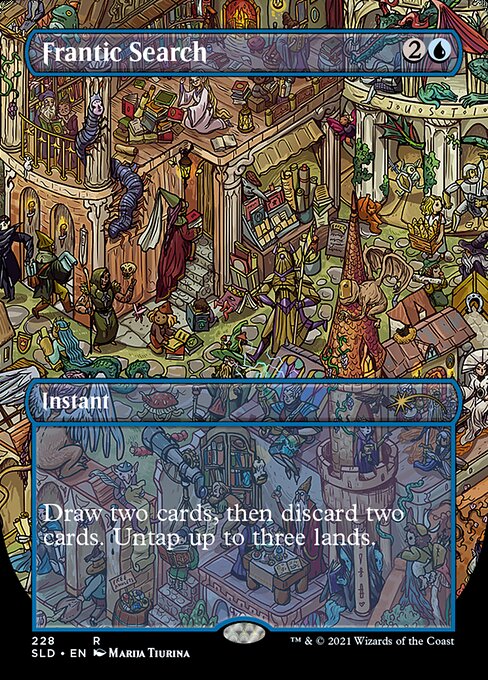 Frantic Search 2
Instant
Draw two cards, then discard two
cards. Untap up to three lands.
228 R
SLD • EN Marija Tiurina
™ & © 2021 Wizards of the Coast